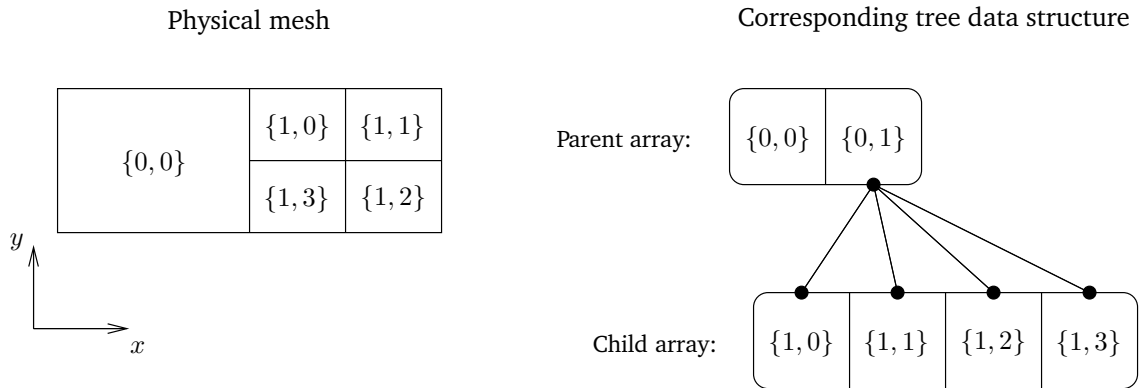 Physical mesh
Corresponding tree data structure
{0, 0}
{1, 0}
{1, 1}
{1, 3}
{1, 2}
y
x
Parent array:
{0, 0}
{0, 1}
Child array:
{1, 0}
{1, 1}
{1, 2}
{1, 3}